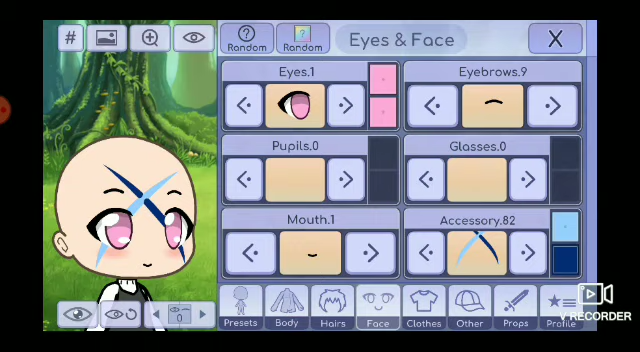 #
Random
Random
Eyes & Face
X
Eyes.1
Eyebrows.9
Pupils.0
Glasses.0
Mouth.1
Accessory.82
0
Presets
Body
Hairs
Face
Clothes
Other
Props
Profile
V RECORDER